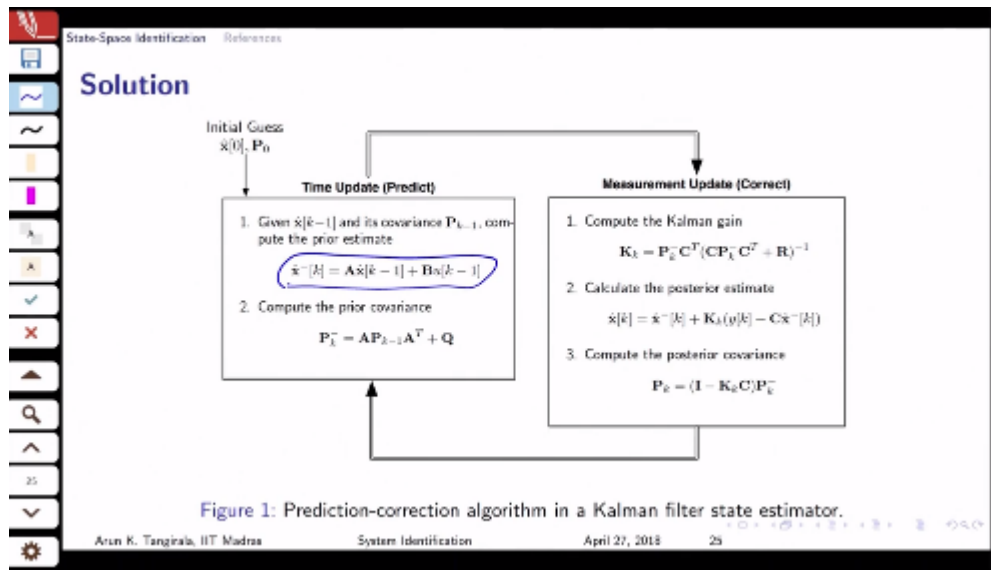 State-Space Identification References
Solution
Initial Guess
x̂[0], P₀
Time Update (Predict)
1. Given x̂[k−1] and its covariance Pₖ₋₁, com-
pute the prior estimate
x̂⁻[k] = Ax̂[k − 1] + Bu[k − 1]
2. Compute the prior covariance
Pₖ⁻ = APₖ₋₁Aᵀ + Q
Measurement Update (Correct)
1. Compute the Kalman gain
Kₖ = Pₖ⁻Cᵀ(CPₖ⁻Cᵀ + R)⁻¹
2. Calculate the posterior estimate
x̂[k] = x̂⁻[k] + Kₖ(y[k] − Cx̂⁻[k])
3. Compute the posterior covariance
Pₖ = (I − KₖC)Pₖ⁻
Figure 1: Prediction-correction algorithm in a Kalman filter state estimator.
Arun K. Tangirala, IIT Madras System Identification April 27, 2018 25
25